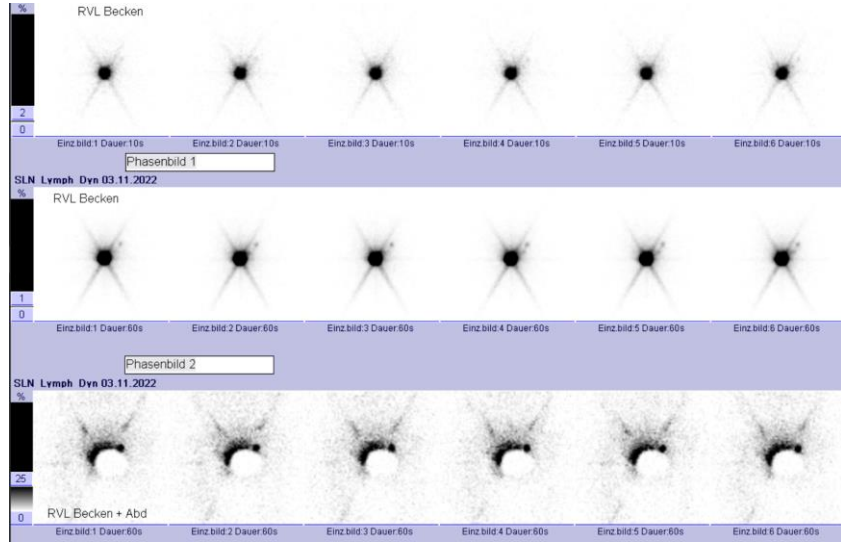 %
RVL Becken
2
0
Einz.bild:1 Dauer:10s Einz.bild:2 Dauer:10s Einz.bild:3 Dauer:10s Einz.bild:4 Dauer:10s Einz.bild:5 Dauer:10s Einz.bild:6 Dauer:10s
Phasenbild 1
SLN Lymph Dyn 03.11.2022
%
RVL Becken
1
0
Einz.bild:1 Dauer:60s Einz.bild:2 Dauer:60s Einz.bild:3 Dauer:60s Einz.bild:4 Dauer:60s Einz.bild:5 Dauer:60s Einz.bild:6 Dauer:60s
Phasenbild 2
SLN Lymph Dyn 03.11.2022
%
25
0
RVL Becken + Abd
Einz.bild:1 Dauer:60s Einz.bild:2 Dauer:60s Einz.bild:3 Dauer:60s Einz.bild:4 Dauer:60s Einz.bild:5 Dauer:60s Einz.bild:6 Dauer:60s